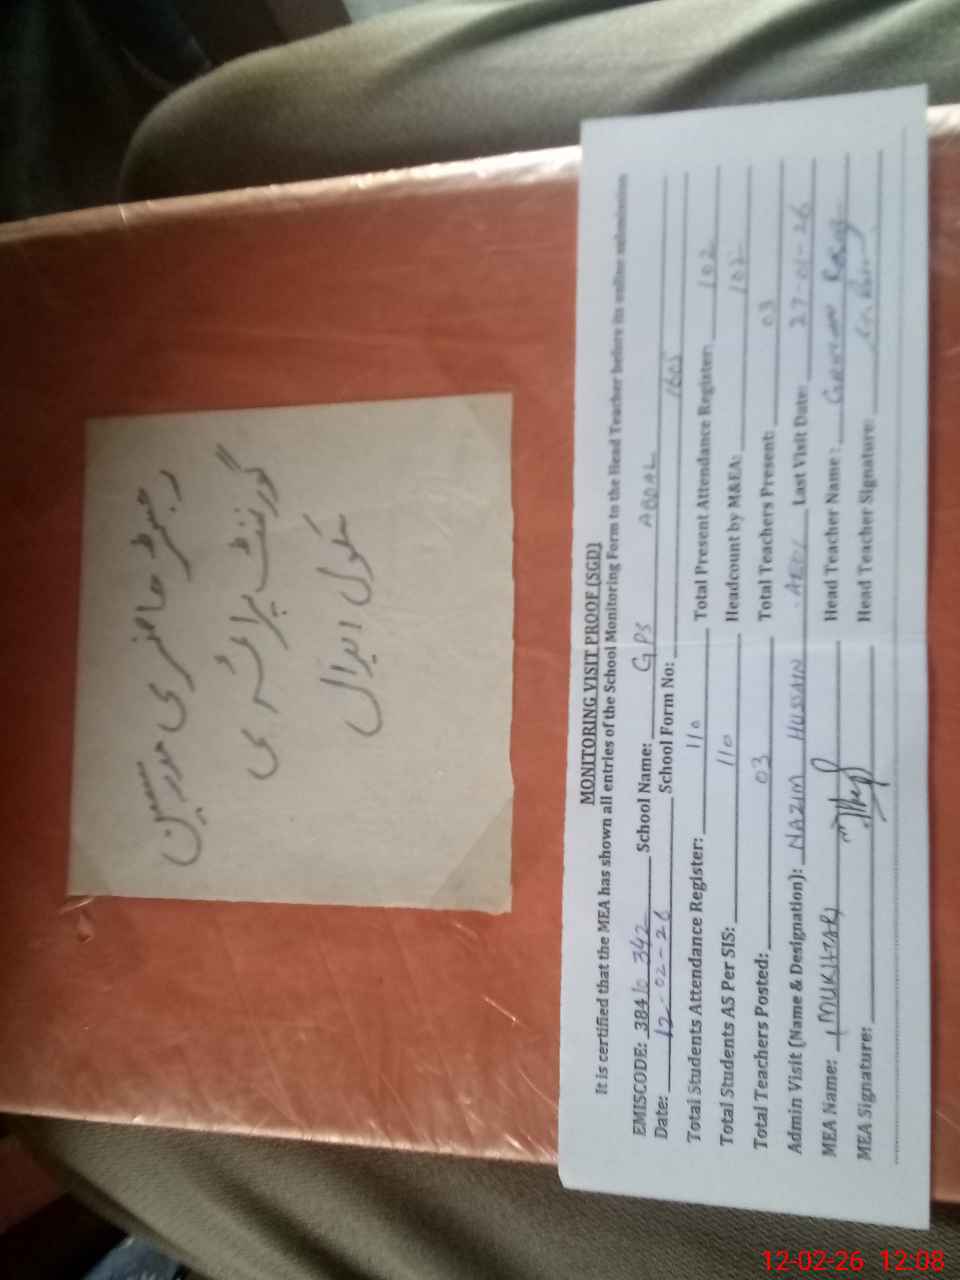 رجسٹر حاضری مدرسین
گورنمنٹ پرائمری
سکول ابدال
MONITORING VISIT PROOF (SGD)
It is certified that the MEA has shown all entries of the School Monitoring Form to the Head Teacher before its online submission
EMISCODE: 38410342 School Name: GPS ABDAL
Date: 12-02-26 School Form No: 1605
Total Students Attendance Register: 110 Total Present Attendance Register: 102
Total Students AS Per SIS: 110 Headcount by M&EA: 102
Total Teachers Posted: 03 Total Teachers Present: 03
Admin Visit (Name & Designation): NAZIM HUSSAIN Last Visit Date: 27-01-26
MEA Name: MUKHTAR Head Teacher Name:
MEA Signature: Head Teacher Signature:
12-02-26 12:08